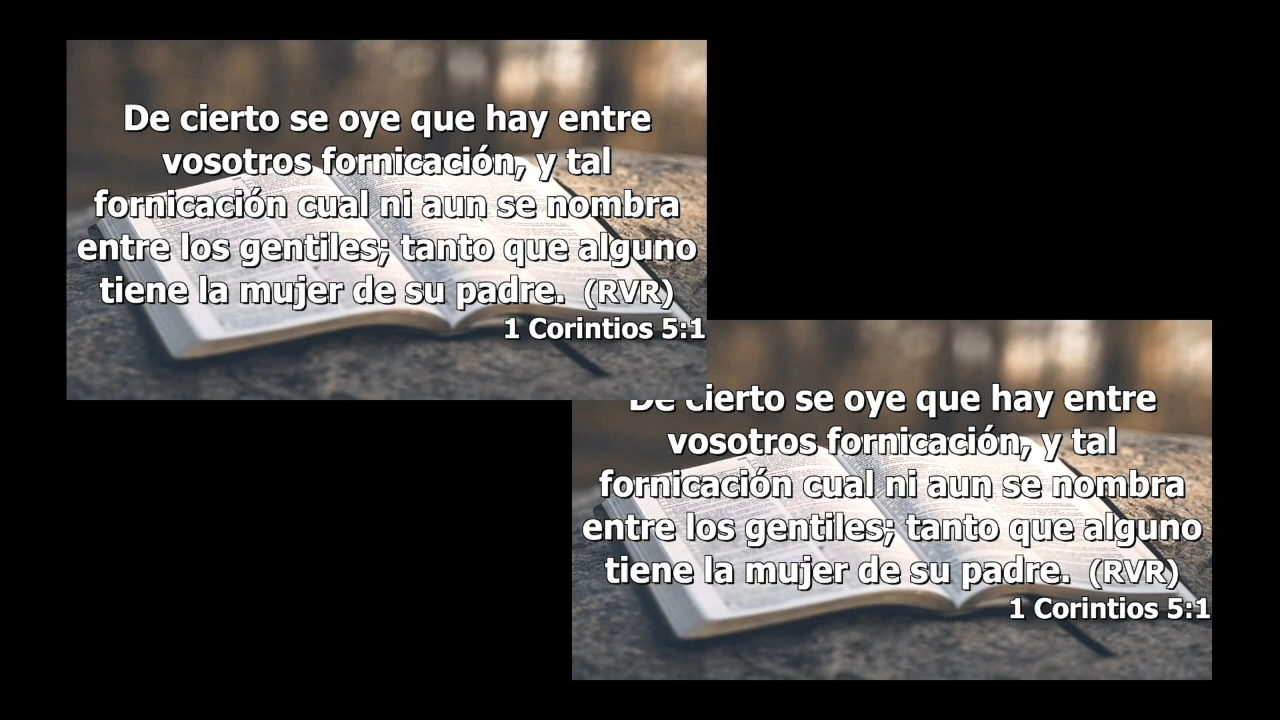 De cierto se oye que hay entre
vosotros fornicación, y tal
fornicación cual ni aun se nombra
entre los gentiles; tanto que alguno
tiene la mujer de su padre. (RVR)
1 Corintios 5:1
De cierto se oye que hay entre
vosotros fornicación, y tal
fornicación cual ni aun se nombra
entre los gentiles; tanto que alguno
tiene la mujer de su padre. (RVR)
1 Corintios 5:1